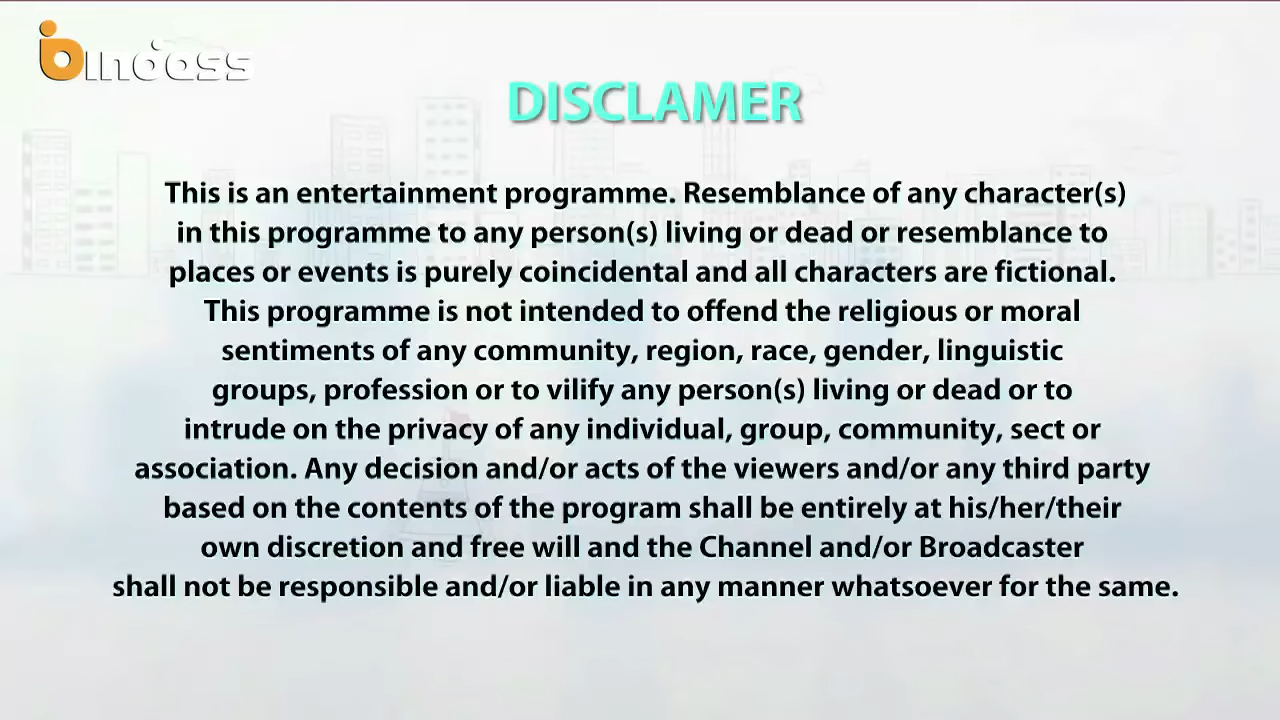 bindass
DISCLAMER
This is an entertainment programme. Resemblance of any character(s)
in this programme to any person(s) living or dead or resemblance to
places or events is purely coincidental and all characters are fictional.
This programme is not intended to offend the religious or moral
sentiments of any community, region, race, gender, linguistic
groups, profession or to vilify any person(s) living or dead or to
intrude on the privacy of any individual, group, community, sect or
association. Any decision and/or acts of the viewers and/or any third party
based on the contents of the program shall be entirely at his/her/their
own discretion and free will and the Channel and/or Broadcaster
shall not be responsible and/or liable in any manner whatsoever for the same.